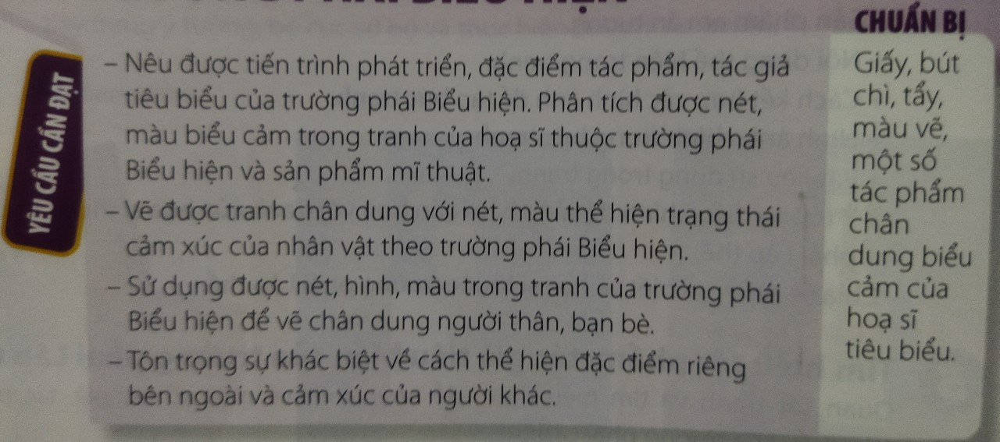 YÊU CẦU CẦN ĐẠT
– Nêu được tiến trình phát triển, đặc điểm tác phẩm, tác giả
tiêu biểu của trường phái Biểu hiện. Phân tích được nét,
màu biểu cảm trong tranh của hoạ sĩ thuộc trường phái
Biểu hiện và sản phẩm mĩ thuật.
– Vẽ được tranh chân dung với nét, màu thể hiện trạng thái
cảm xúc của nhân vật theo trường phái Biểu hiện.
– Sử dụng được nét, hình, màu trong tranh của trường phái
Biểu hiện để vẽ chân dung người thân, bạn bè.
– Tôn trọng sự khác biệt về cách thể hiện đặc điểm riêng
bên ngoài và cảm xúc của người khác.
CHUẨN BỊ
Giấy, bút
chì, tẩy,
màu vẽ,
một số
tác phẩm
chân
dung biểu
cảm của
hoạ sĩ
tiêu biểu.